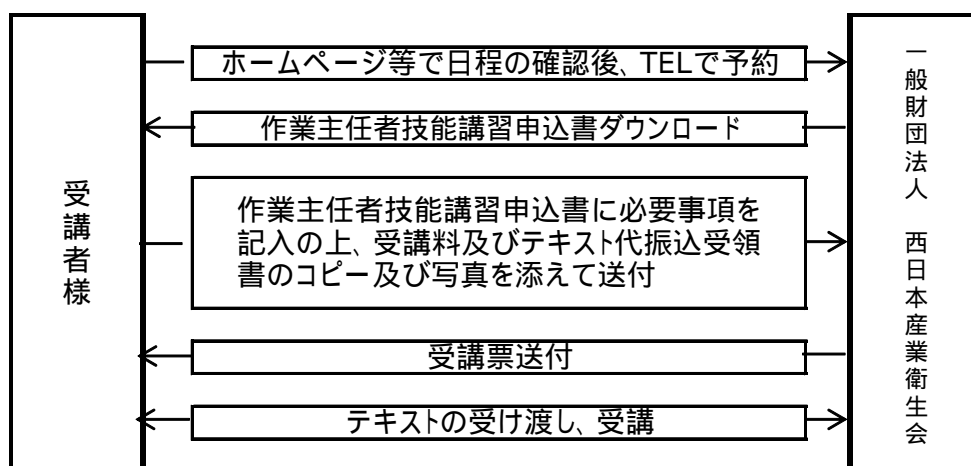 受講者様
ホームページ等で日程の確認後、TELで予約
作業主任者技能講習申込書ダウンロード
作業主任者技能講習申込書に必要事項を
記入の上、受講料及びテキスト代振込受領
書のコピー及び写真を添えて送付
受講票送付
テキストの受け渡し、受講
一般財団法人 西日本産業衛生会